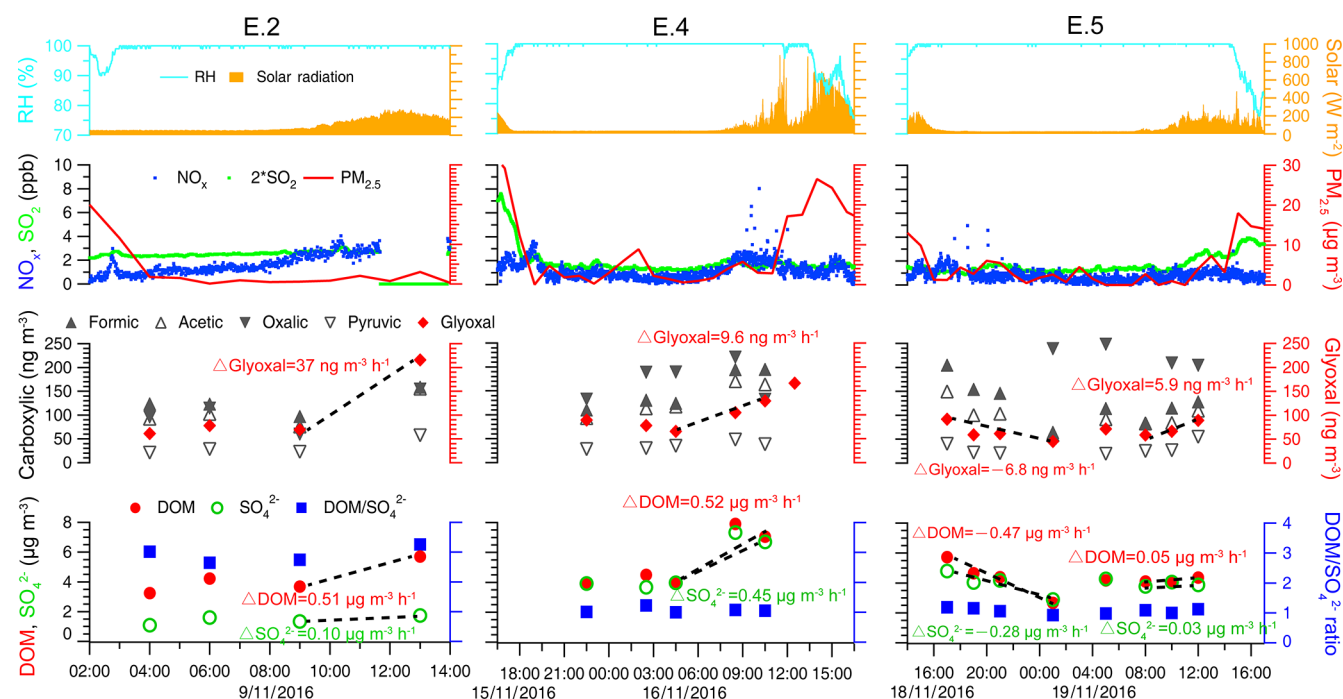 E.2 E.4 E.5
RH (%)
100
90
80
70
RH Solar radiation
Solar (W m-2)
1000
800
600
400
200
0
NOx, SO2 (ppb)
10
8
6
4
2
0
NOx 2*SO2 PM2.5
PM2.5 (µg m-3)
30
20
10
0
Formic Acetic Oxalic Pyruvic Glyoxal
Carboxylic (ng m-3)
250
200
150
100
50
0
△Glyoxal=37 ng m-3 h-1
△Glyoxal=9.6 ng m-3 h-1
△Glyoxal=5.9 ng m-3 h-1
△Glyoxal=−6.8 ng m-3 h-1
Glyoxal (ng m-3)
250
200
150
100
50
0
DOM SO42- DOM/SO42-
DOM, SO42- (µg m-3)
8
6
4
2
0
△DOM=0.51 µg m-3 h-1
△SO42-=0.10 µg m-3 h-1
△DOM=0.52 µg m-3 h-1
△SO42-=0.45 µg m-3 h-1
△DOM=−0.47 µg m-3 h-1
△DOM=0.05 µg m-3 h-1
△SO42-=−0.28 µg m-3 h-1
△SO42-=0.03 µg m-3 h-1
DOM/SO42- ratio
4
3
2
1
0
02:00 04:00 06:00 08:00 10:00 12:00 14:00
9/11/2016
18:00 21:00 00:00 03:00 06:00 09:00 12:00 15:00
15/11/2016 16/11/2016
16:00 20:00 00:00 04:00 08:00 12:00 16:00
18/11/2016 19/11/2016